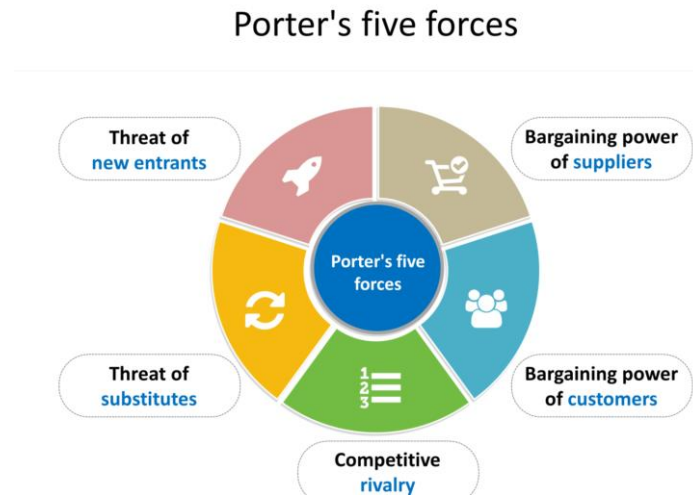 Porter's five forces
Threat of
new entrants
Bargaining power
of suppliers
Porter's five
forces
1
2
3
Threat of
substitutes
Bargaining power
of customers
Competitive
rivalry